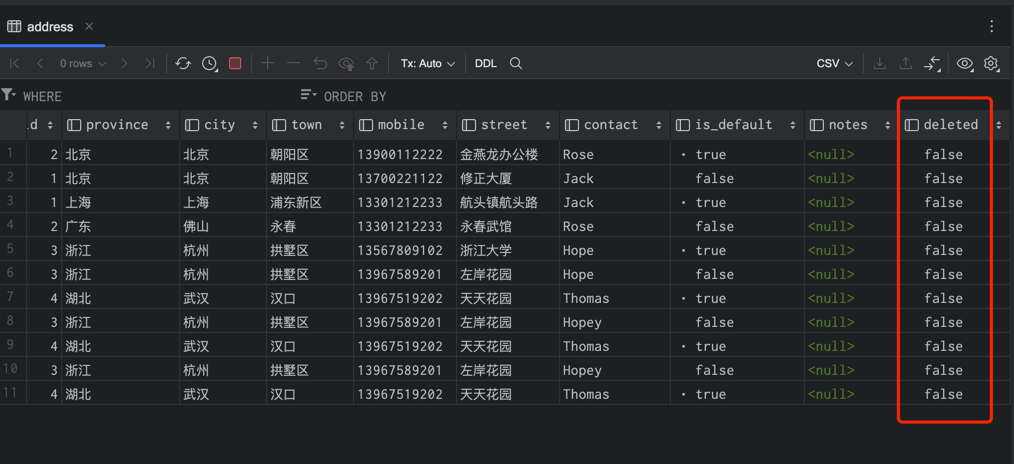 address
0 rows Tx: Auto DDL CSV
WHERE ORDER BY
d province city town mobile street contact is_default notes deleted
1 2 北京 北京 朝阳区 13900112222 金燕龙办公楼 Rose · true <null> false
2 1 北京 北京 朝阳区 13700221122 修正大厦 Jack false <null> false
3 1 上海 上海 浦东新区 13301212233 航头镇航头路 Jack · true <null> false
4 2 广东 佛山 永春 13301212233 永春武馆 Rose false <null> false
5 3 浙江 杭州 拱墅区 13567809102 浙江大学 Hope · true <null> false
6 3 浙江 杭州 拱墅区 13967589201 左岸花园 Hope false <null> false
7 4 湖北 武汉 汉口 13967519202 天天花园 Thomas · true <null> false
8 3 浙江 杭州 拱墅区 13967589201 左岸花园 Hopey false <null> false
9 4 湖北 武汉 汉口 13967519202 天天花园 Thomas · true <null> false
10 3 浙江 杭州 拱墅区 13967589201 左岸花园 Hopey false <null> false
11 4 湖北 武汉 汉口 13967519202 天天花园 Thomas · true <null> false